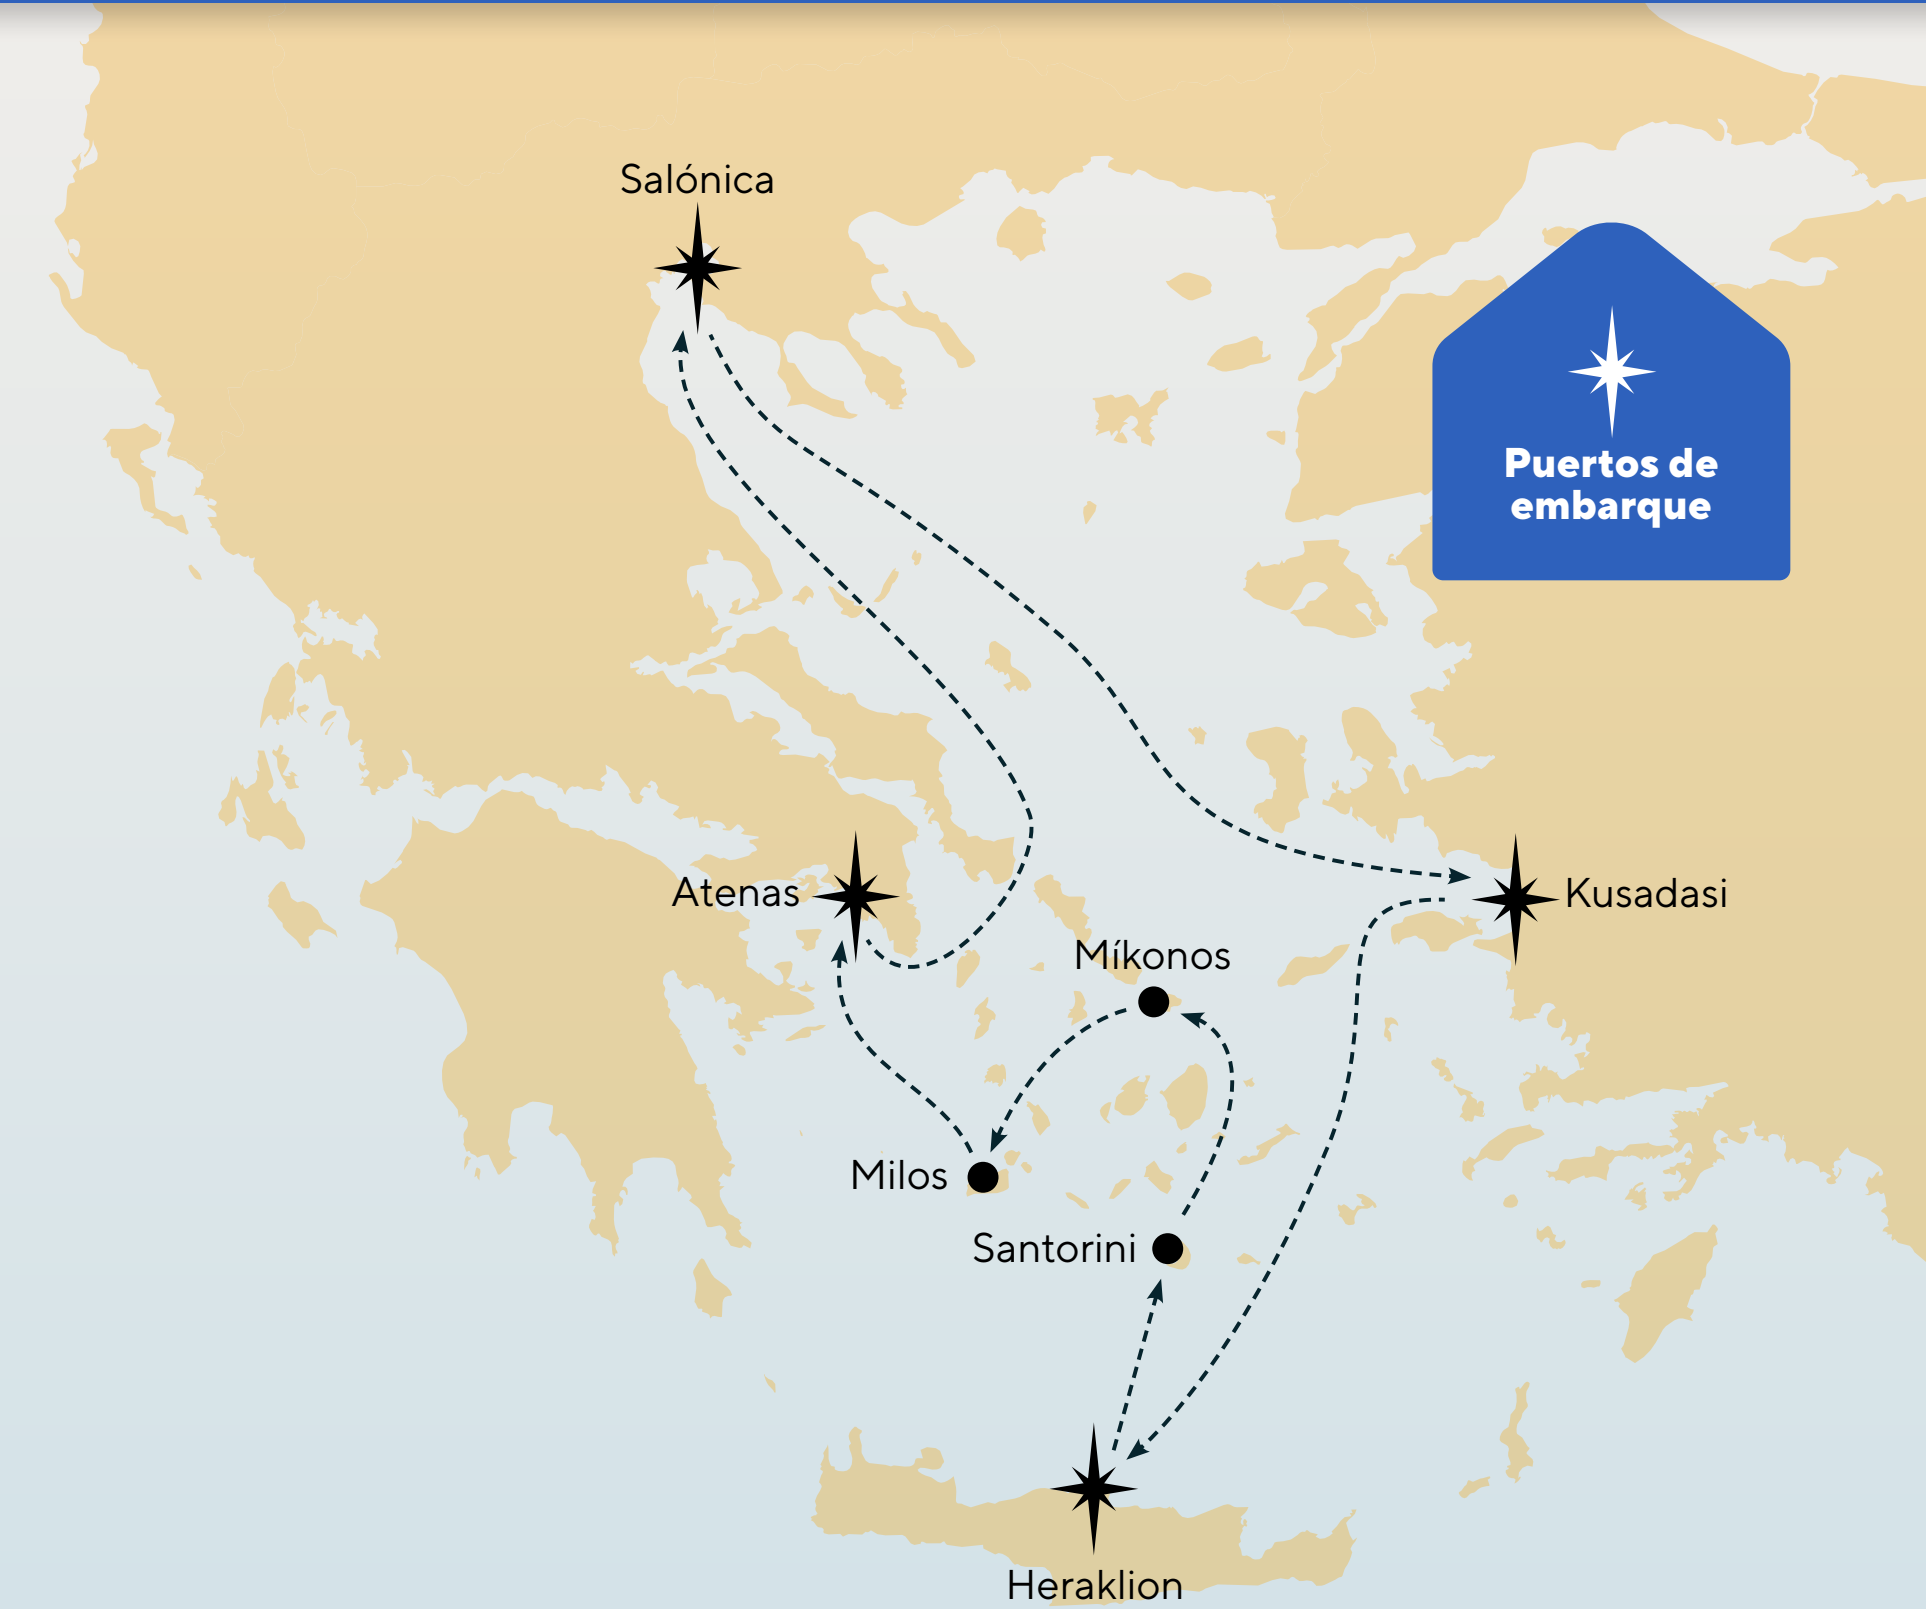 Salónica
Puertos de
embarque
Atenas
Kusadasi
Míkonos
Milos
Santorini
Heraklion